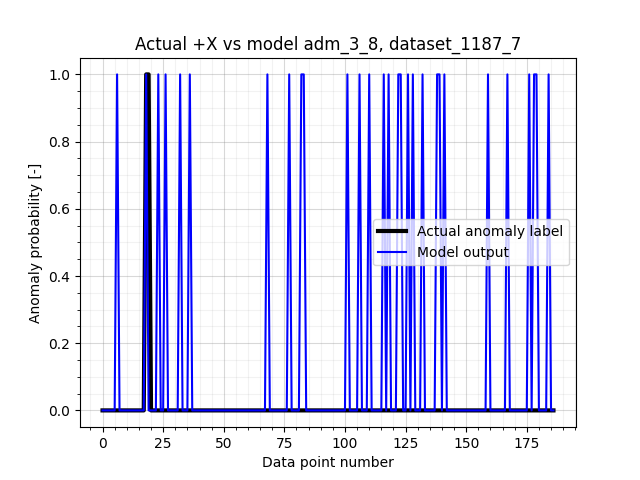 Actual +X vs model adm_3_8, dataset_1187_7
Anomaly probability [-]
1.0
0.8
0.6
0.4
0.2
0.0
Actual anomaly label
Model output
0 25 50 75 100 125 150 175
Data point number